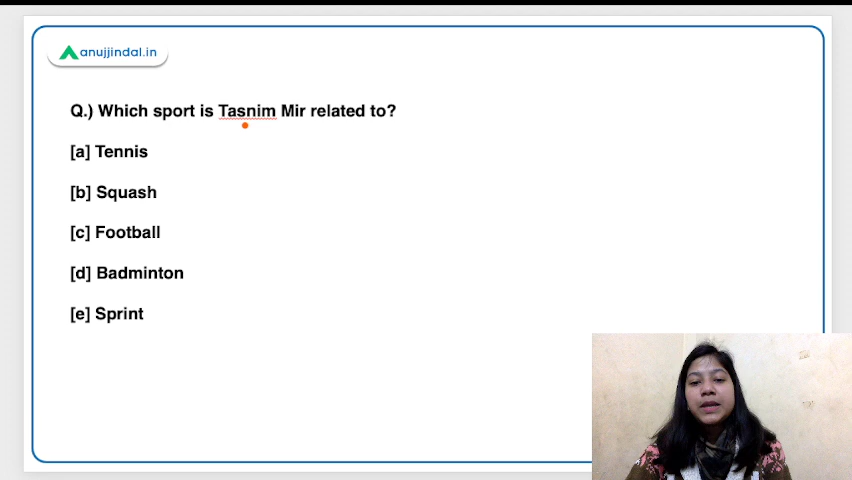 anujjindal.in
Q.) Which sport is Tasnim Mir related to?
[a] Tennis
[b] Squash
[c] Football
[d] Badminton
[e] Sprint